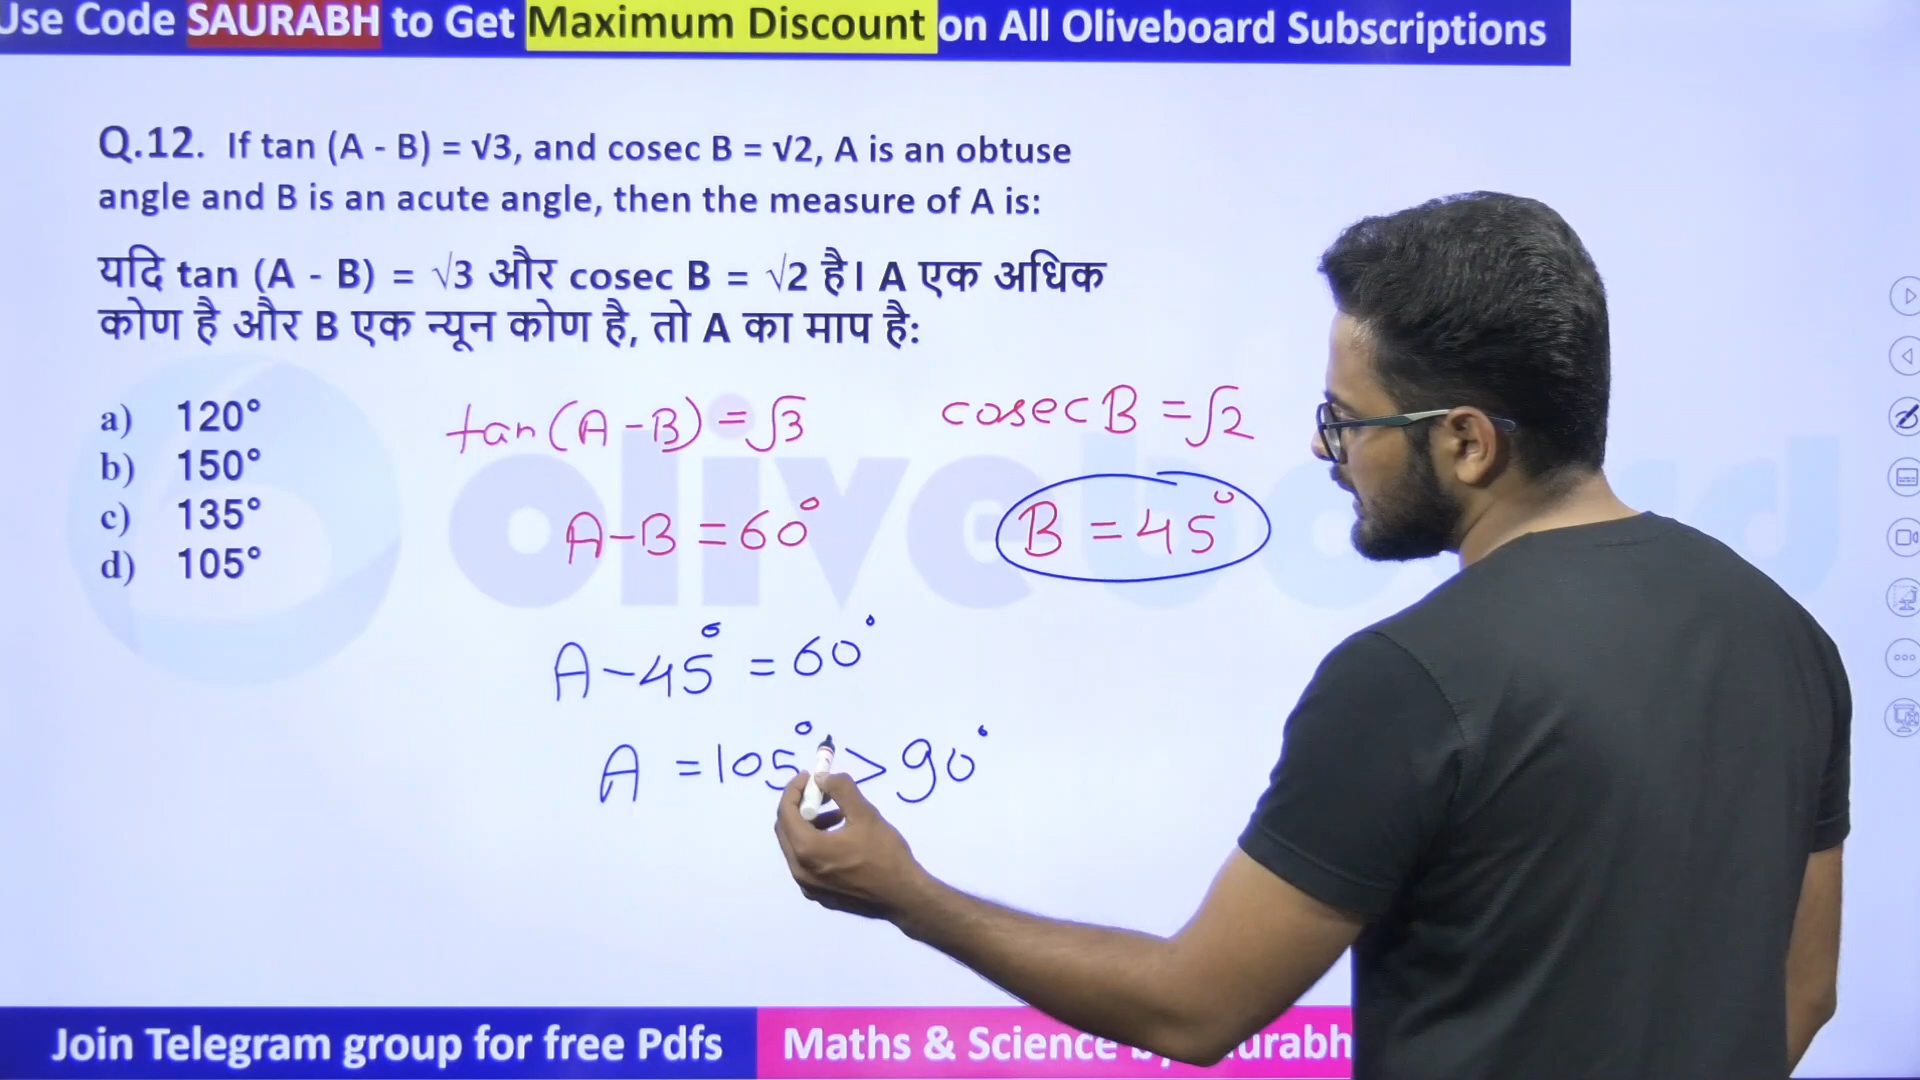 Use Code SAURABH to Get Maximum Discount on All Oliveboard Subscriptions
Q.12. If tan (A - B) = √3, and cosec B = √2, A is an obtuse
angle and B is an acute angle, then the measure of A is:
यदि tan (A - B) = √3 और cosec B = √2 है। A एक अधिक
कोण है और B एक न्यून कोण है, तो A का माप है:
a) 120°
b) 150°
c) 135°
d) 105°
tan(A-B)=√3
cosec B=√2
A-B=60°
B=45°
A-45°=60°
A=105°>90°
olive
Join Telegram group for free Pdfs
Maths & Science